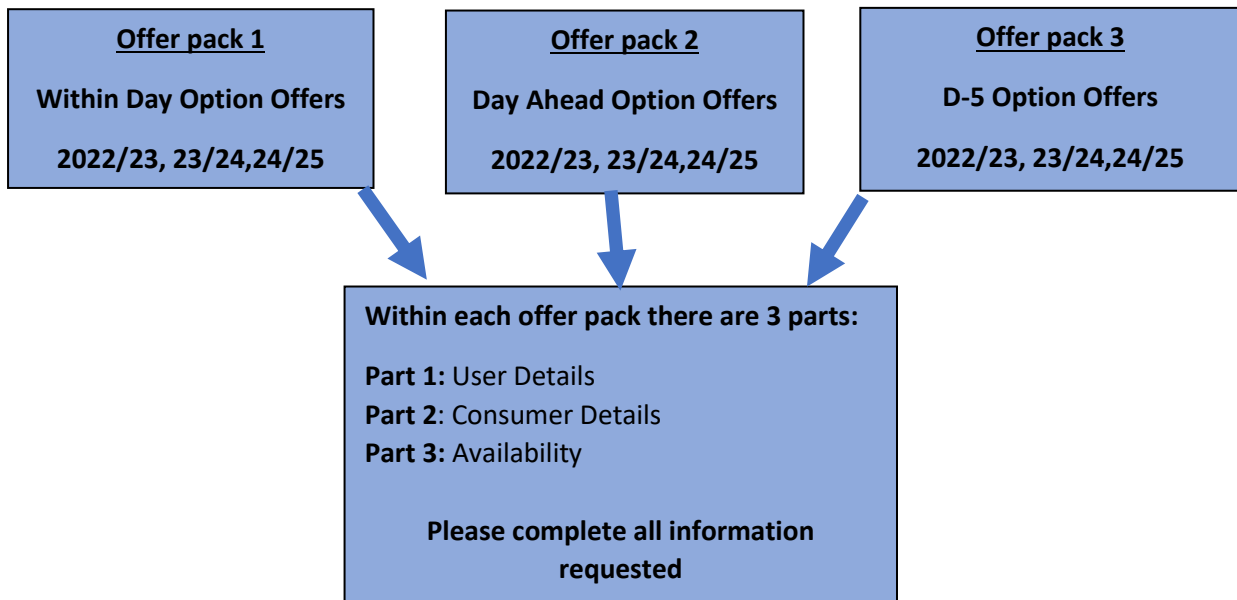 Offer pack 1
Within Day Option Offers
2022/23, 23/24,24/25
Offer pack 2
Day Ahead Option Offers
2022/23, 23/24,24/25
Offer pack 3
D-5 Option Offers
2022/23, 23/24,24/25
Within each offer pack there are 3 parts:
Part 1: User Details
Part 2: Consumer Details
Part 3: Availability
Please complete all information
requested